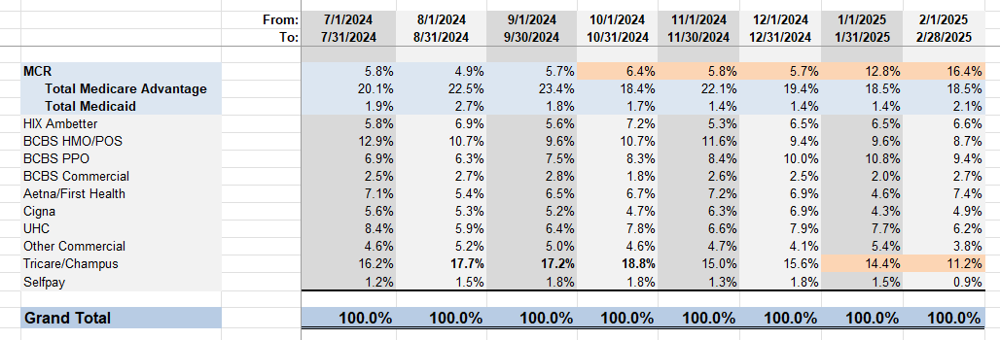 From: 7/1/2024 8/1/2024 9/1/2024 10/1/2024 11/1/2024 12/1/2024 1/1/2025 2/1/2025
To: 7/31/2024 8/31/2024 9/30/2024 10/31/2024 11/30/2024 12/31/2024 1/31/2025 2/28/2025
MCR 5.8% 4.9% 5.7% 6.4% 5.8% 5.7% 12.8% 16.4%
Total Medicare Advantage 20.1% 22.5% 23.4% 18.4% 22.1% 19.4% 18.5% 18.5%
Total Medicaid 1.9% 2.7% 1.8% 1.7% 1.4% 1.4% 1.4% 2.1%
HIX Ambetter 5.8% 6.9% 5.6% 7.2% 5.3% 6.5% 6.5% 6.6%
BCBS HMO/POS 12.9% 10.7% 9.6% 10.7% 11.6% 9.4% 9.6% 8.7%
BCBS PPO 6.9% 6.3% 7.5% 8.3% 8.4% 10.0% 10.8% 9.4%
BCBS Commercial 2.5% 2.7% 2.8% 1.8% 2.6% 2.5% 2.0% 2.7%
Aetna/First Health 7.1% 5.4% 6.5% 6.7% 7.2% 6.9% 4.6% 7.4%
Cigna 5.6% 5.3% 5.2% 4.7% 6.3% 6.9% 4.3% 4.9%
UHC 8.4% 5.9% 6.4% 7.8% 6.6% 7.9% 7.7% 6.2%
Other Commercial 4.6% 5.2% 5.0% 4.6% 4.7% 4.1% 5.4% 3.8%
Tricare/Champus 16.2% 17.7% 17.2% 18.8% 15.0% 15.6% 14.4% 11.2%
Selfpay 1.2% 1.5% 1.8% 1.8% 1.3% 1.8% 1.5% 0.9%
Grand Total 100.0% 100.0% 100.0% 100.0% 100.0% 100.0% 100.0% 100.0%